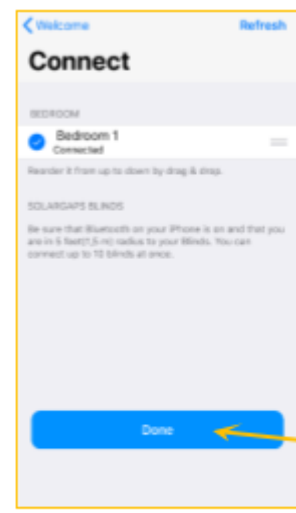 Welcome
Refresh
Connect
BEDROOM
Bedroom 1
Connected
Reorder it from up to down by drag & drop.
SOLARGAPS BLINDS
Be sure that Bluetooth on your iPhone is on and that you
are in 5 feet(1,5 m) radius to your Blinds. You can
connect up to 10 blinds at once.
Done